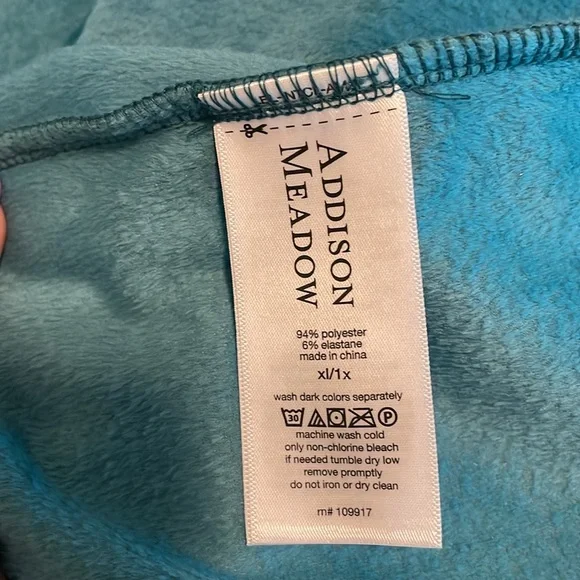 ADDISON
MEADOW
94% polyester
6% elastane
made in china
xl/1x
wash dark colors separately
30 P
machine wash cold
only non-chlorine bleach
if needed tumble dry low
remove promptly
do not iron or dry clean
rn# 109917